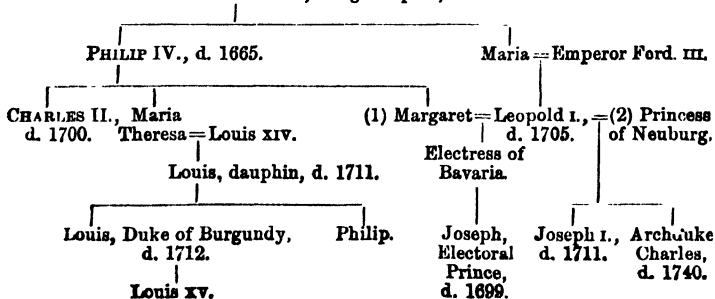 PHILIP IV., d. 1665.
Maria = Emperor Ferd. III.
CHARLES II., d. 1700.
Maria Theresa = Louis XIV.
(1) Margaret = Leopold I., d. 1705. = (2) Princess of Neuburg.
Electress of Bavaria.
Louis, dauphin, d. 1711.
Louis, Duke of Burgundy, d. 1712.
Philip.
Joseph, Electoral Prince, d. 1699.
Joseph I., d. 1711.
Archduke Charles, d. 1740.
Louis XV.